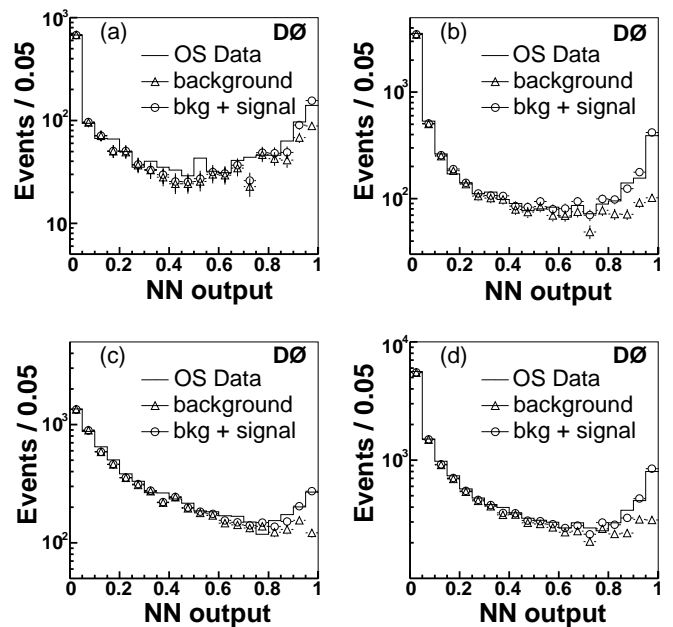 (a) DØ
OS Data
background
bkg + signal
Events / 0.05
10³
10²
10
0 0.2 0.4 0.6 0.8 1
NN output
(b) DØ
OS Data
background
bkg + signal
Events / 0.05
10³
10²
0 0.2 0.4 0.6 0.8 1
NN output
(c) DØ
OS Data
background
bkg + signal
Events / 0.05
10³
10²
0 0.2 0.4 0.6 0.8 1
NN output
(d) DØ
OS Data
background
bkg + signal
Events / 0.05
10⁴
10³
0 0.2 0.4 0.6 0.8 1
NN output